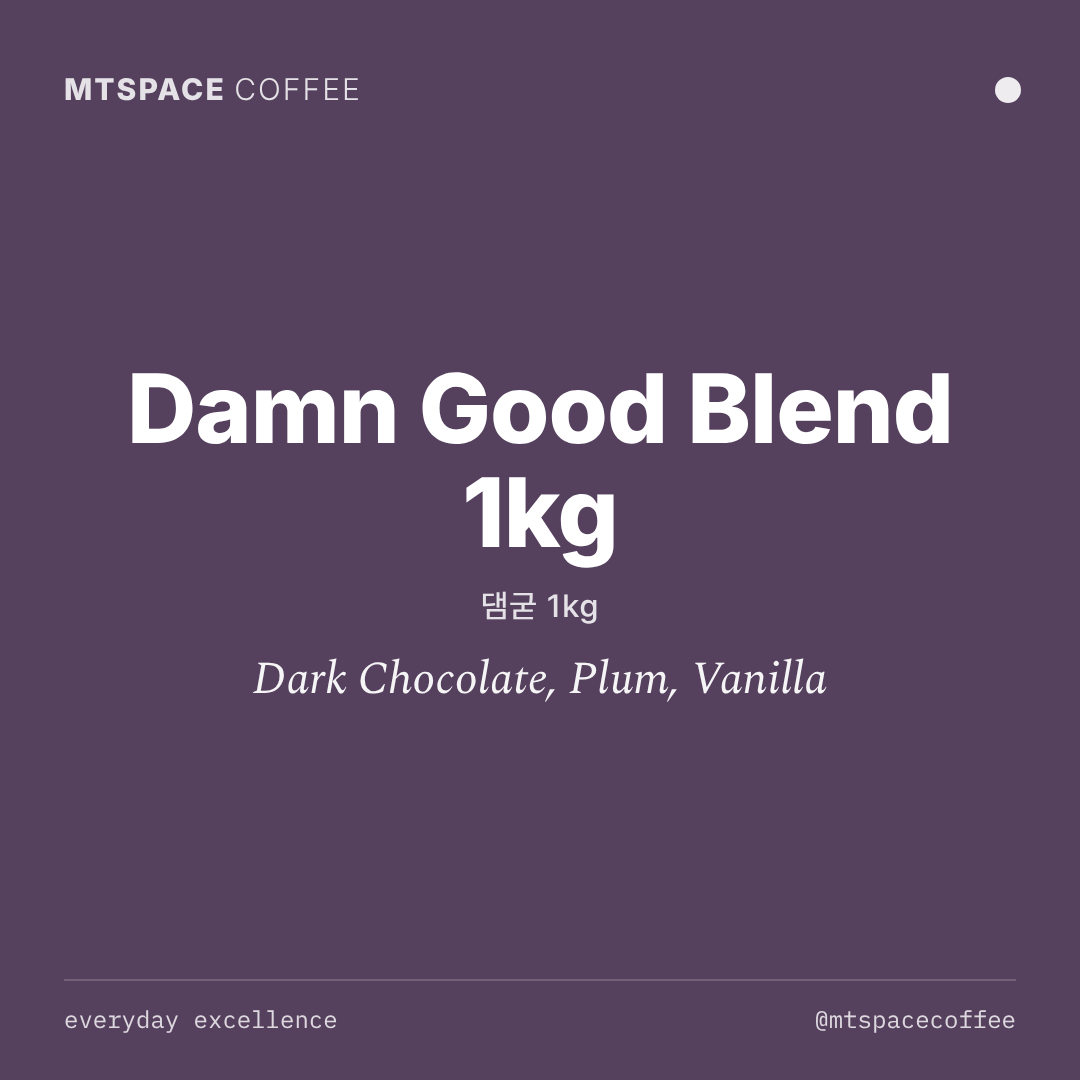 MTSPACE COFFEE
Damn Good Blend
1kg
댐굳 1kg
Dark Chocolate, Plum, Vanilla
everyday excellence
@mtspacecoffee